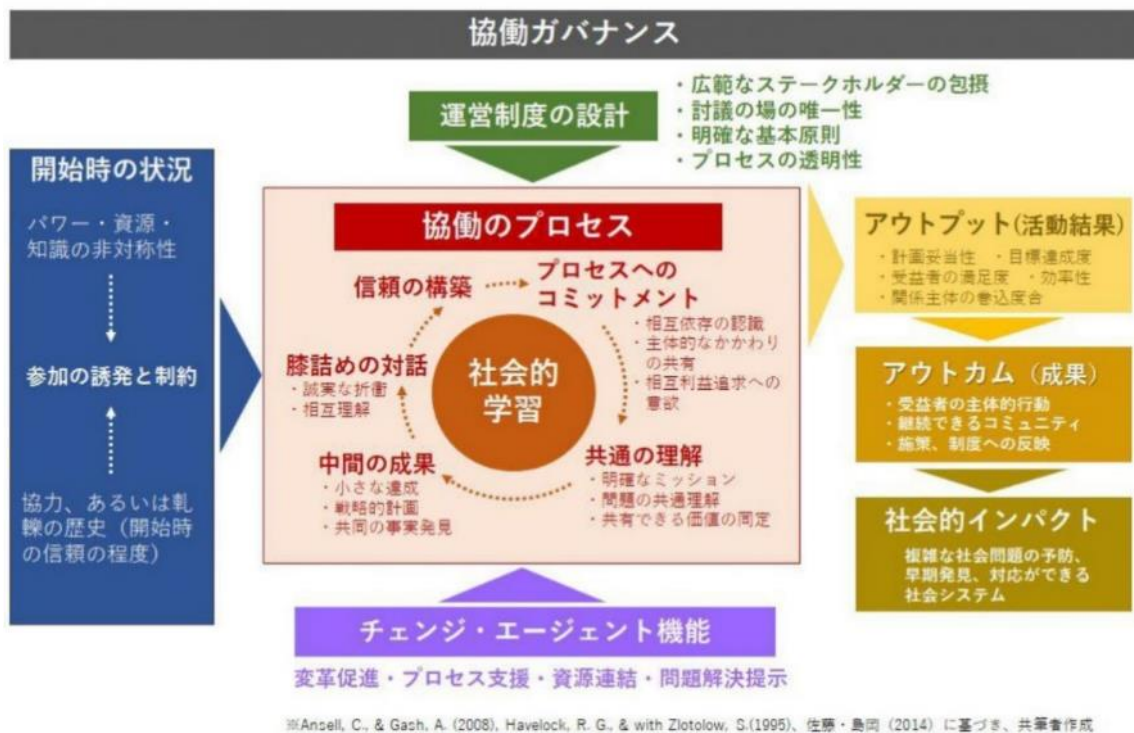 協働ガバナンス
運営制度の設計
・広範なステークホルダーの包摂
・討議の場の唯一性
・明確な基本原則
・プロセスの透明性
開始時の状況
パワー・資源・
知識の非対称性
参加の誘発と制約
協力、あるいは軋
轢の歴史（開始時
の信頼の程度）
協働のプロセス
信頼の構築
プロセスへの
コミットメント
・相互依存の認識
・主体的なかかわり
の共有
・相互利益追求への
意欲
膝詰めの対話
・誠実な折衝
・相互理解
社会的
学習
中間の成果
・小さな達成
・戦略的計画
・共同の事実発見
共通の理解
・明確なミッション
・問題の共通理解
・共有できる価値の同定
アウトプット(活動結果)
・計画妥当性　・目標達成度
・受益者の満足度　・効率性
・関係主体の巻込度合
アウトカム（成果）
・受益者の主体的行動
・継続できるコミュニティ
・施策、制度への反映
社会的インパクト
複雑な社会問題の予防、
早期発見、対応ができる
社会システム
チェンジ・エージェント機能
変革促進・プロセス支援・資源連結・問題解決提示
※Ansell, C., & Gash, A. (2008), Havelock, R. G., & with Zlotolow, S.(1995)、佐藤・島岡（2014）に基づき、共筆者作成